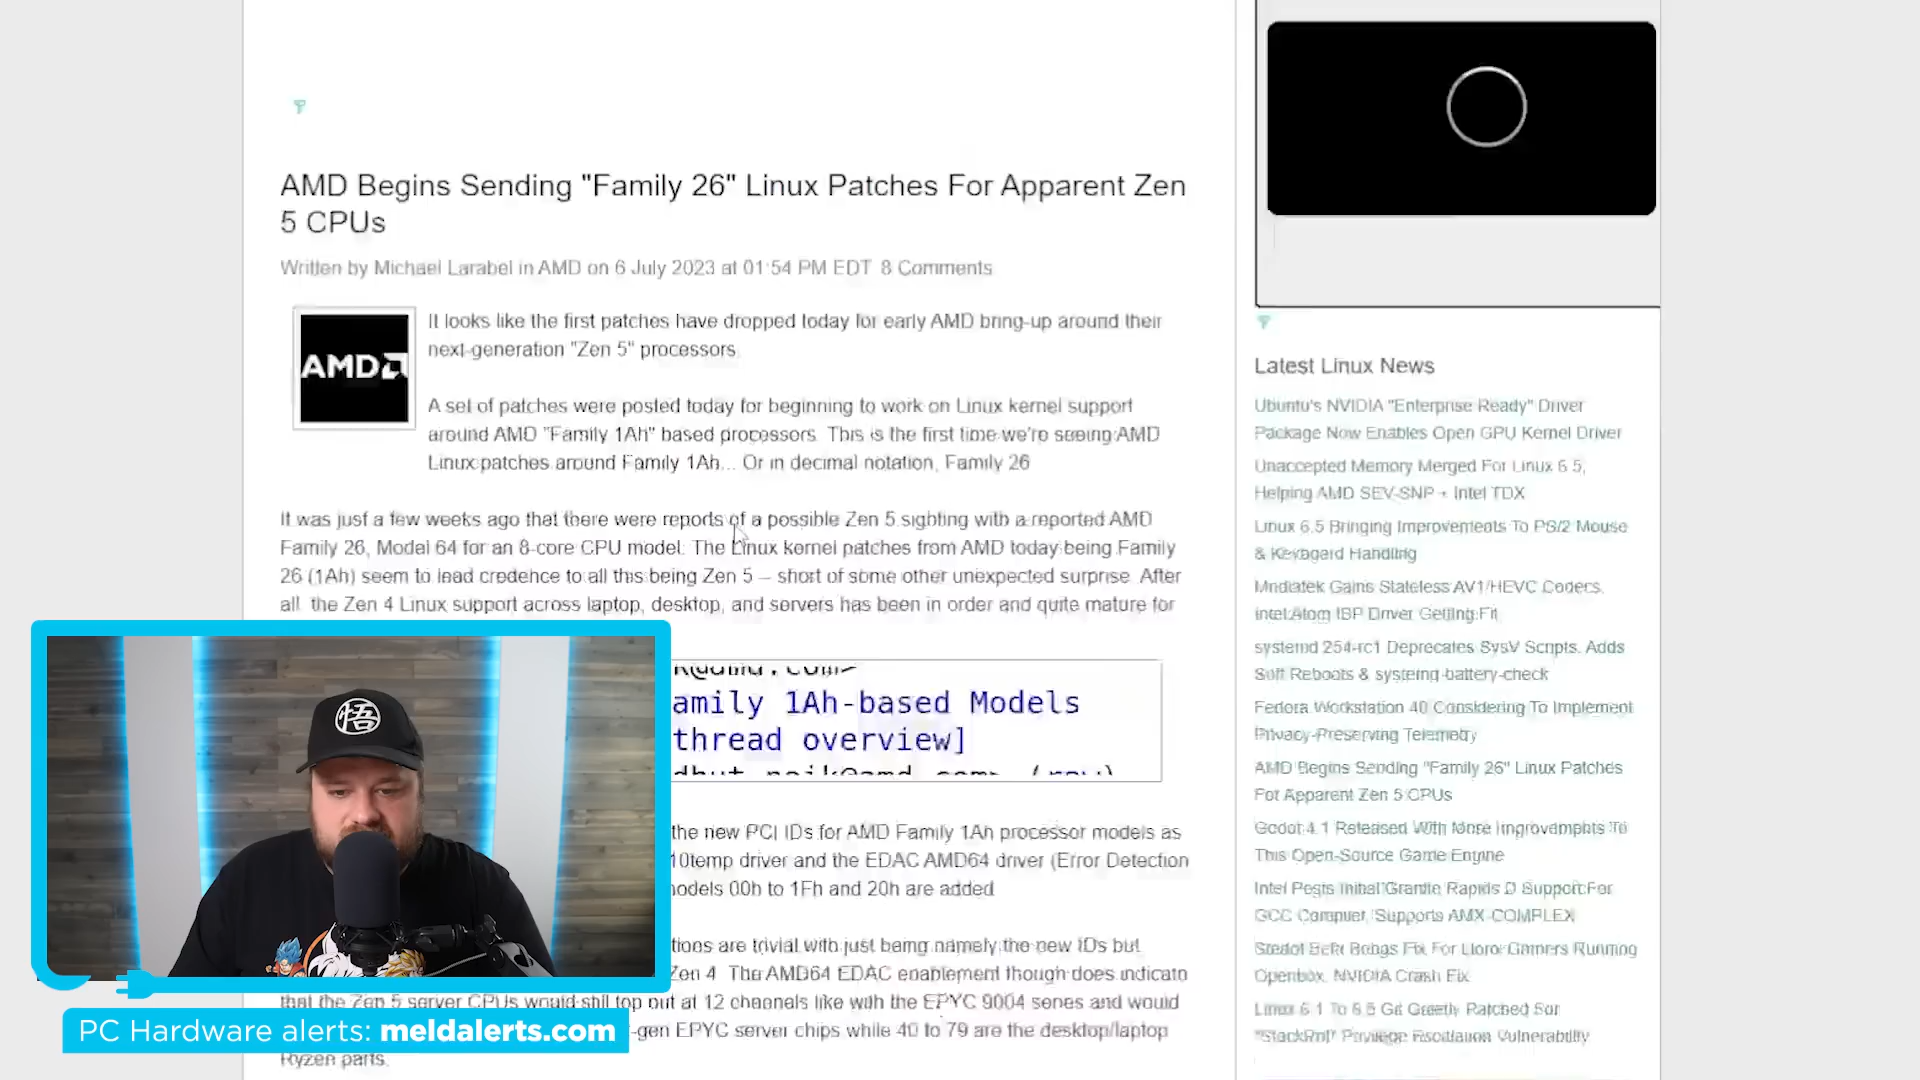 AMD Begins Sending "Family 26" Linux Patches For Apparent Zen
5 CPUs
Written by Michael Larabel in AMD on 6 July 2023 at 01:54 PM EDT 8 Comments
AMD
It looks like the first patches have dropped today for early AMD bring-up around their
next-generation "Zen 5" processors.
A set of patches were posted today for beginning to work on Linux kernel support
around AMD "Family 1Ah" based processors. This is the first time we're seeing AMD
Linux patches around Family 1Ah... Or in decimal notation, Family 26
It was just a few weeks ago that there were reports of a possible Zen 5 sighting with a reported AMD
Family 26, Model 64 for an 8-core CPU model. The Linux kernel patches from AMD today being Family
26 (1Ah) seem to lead credence to all this being Zen 5 -- short of some other unexpected surprise. After
all, the Zen 4 Linux support across laptop, desktop, and servers has been in order and quite mature for
k@amd.com>
amily 1Ah-based Models
thread overview]
@amd.com> (raw)
the new PCI IDs for AMD Family 1Ah processor models as
10temp driver and the EDAC AMD64 driver (Error Detection
odels 00h to 1Fh and 20h are added
tions are trivial with just being namely the new IDs but
Zen 4. The AMD64 EDAC enablement though does indicate
that the Zen 5 server CPUs would still top out at 12 channels like with the EPYC 9004 series and would
-gen EPYC server chips while 40 to 79 are the desktop/laptop
Ryzen parts.
Latest Linux News
Ubuntu's NVIDIA "Enterprise Ready" Driver
Package Now Enables Open GPU Kernel Driver
Unaccepted Memory Merged For Linux 6.5,
Helping AMD SEV-SNP + Intel TDX
Linux 6.5 Bringing Improvements To PS/2 Mouse
& Keyboard Handling
Mediatek Gains Stateless AV1/HEVC Codecs,
Intel Atom ISP Driver Getting Fit
systemd 254-rc1 Deprecates SysV Scripts, Adds
Soft Reboots & systemd-battery-check
Fedora Workstation 40 Considering To Implement
Privacy-Preserving Telemetry
AMD Begins Sending "Family 26" Linux Patches
For Apparent Zen 5 CPUs
Godot 4.1 Released With More Improvements To
This Open-Source Game Engine
Intel Posts Initial Granite Rapids D Support For
GCC Compiler, Supports AMX-COMPLEX
Fix For Gamers Running
Openbox, NVIDIA Crash Fix
Linux 6.1 To 6.5 Git Greatly Patched For
"StackRot" Privilege Escalation Vulnerability
悟
PC Hardware alerts: meldalerts.com